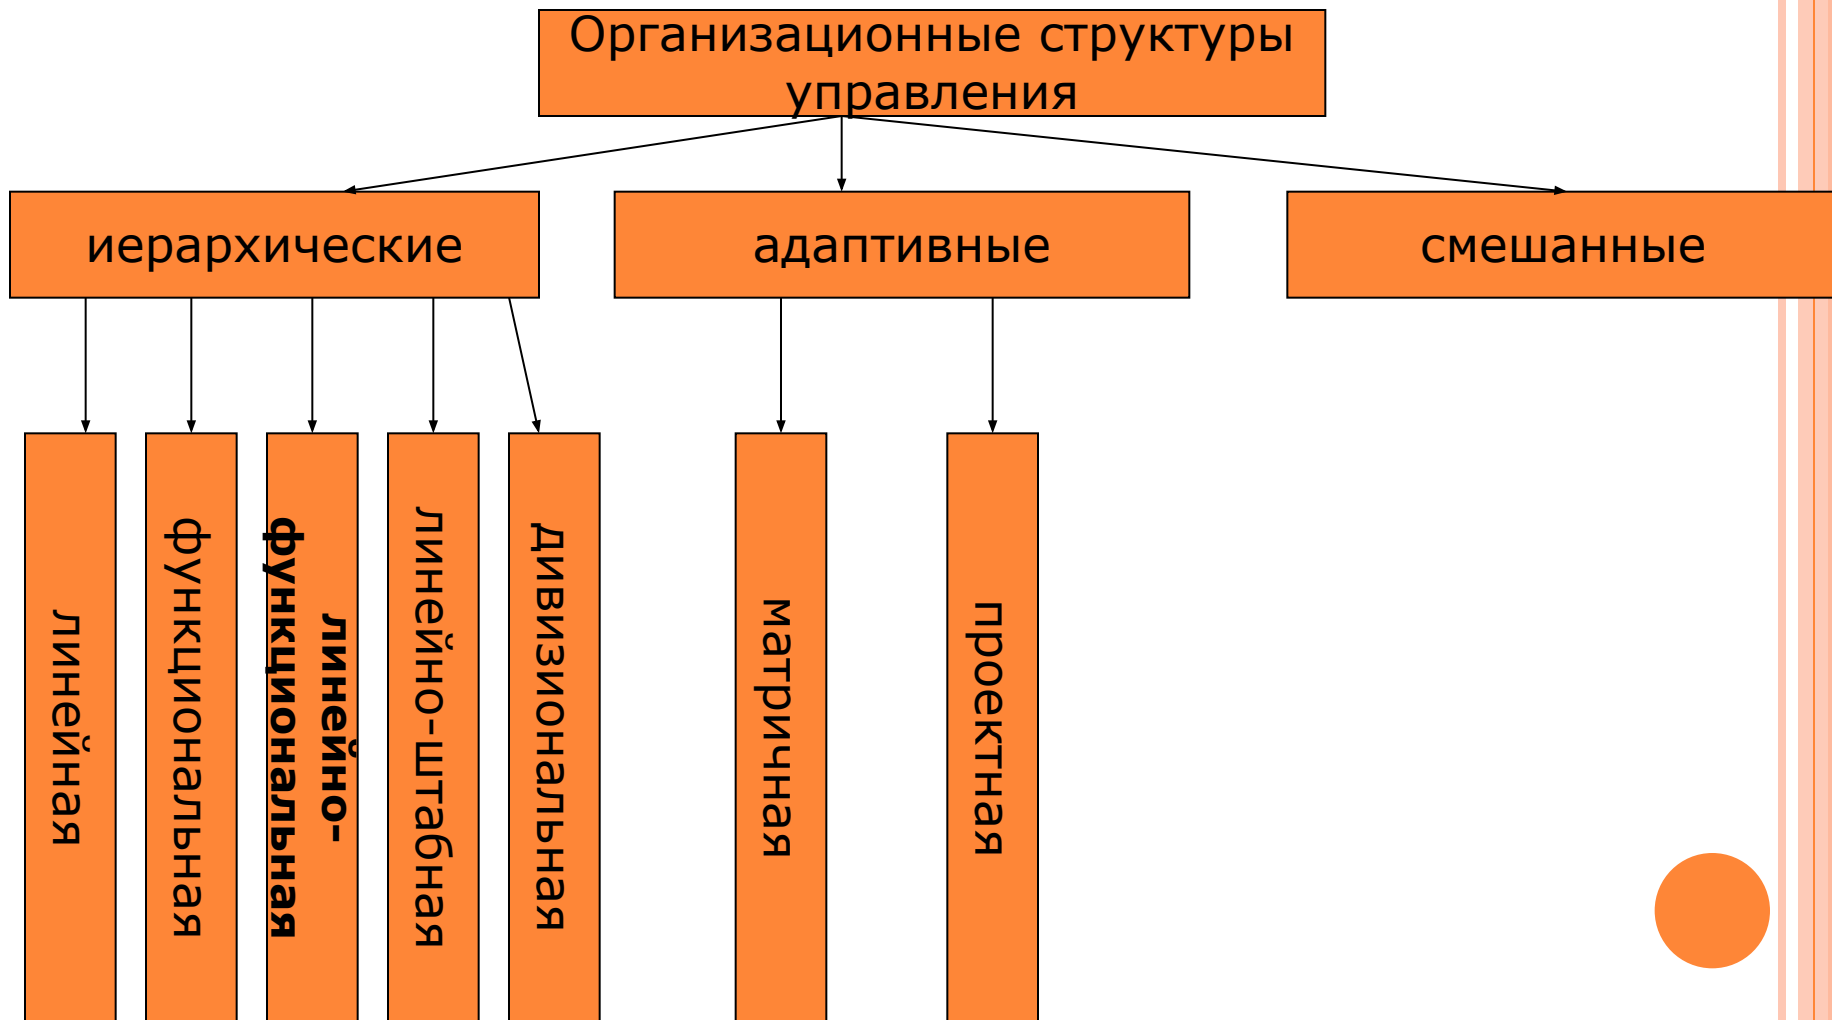 Организационные структуры
управления
иерархические
адаптивные
смешанные
линейная
функциональная
линейно-
функциональная
линейно-штабная
дивизиональная
матричная
проектная